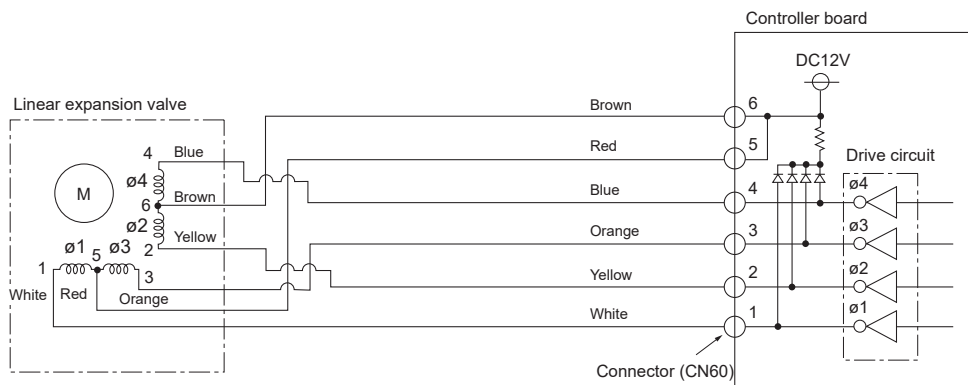 Controller board
DC12V
Linear expansion valve
Brown
6
Red
5
Drive circuit
4
Blue
ø4
M
Blue
4
ø4
6
Brown
ø2
Orange
3
ø3
2
Yellow
ø1
5
ø3
1
3
Yellow
2
ø2
White
Red
Orange
White
1
ø1
Connector (CN60)